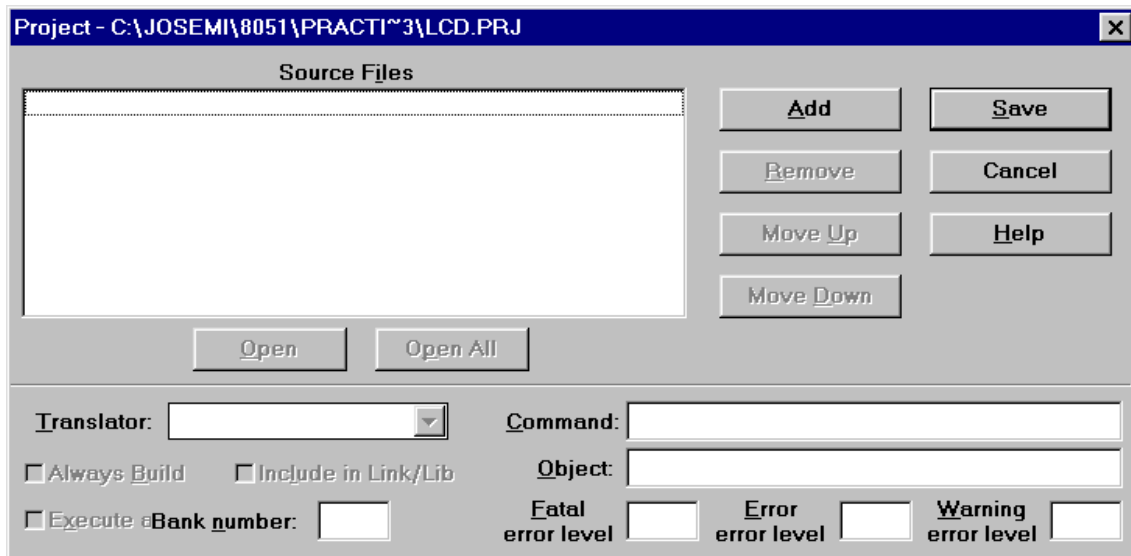 Project - C:\JOSEMI\8051\PRACTI~3\LCD.PRJ
Source Files
Add
Save
Remove
Cancel
Move Up
Help
Move Down
Open
Open All
Translator:
Command:
Always Build
Include in Link/Lib
Object:
Execute
Bank number:
Fatal
error level
Error
error level
Warning
error level